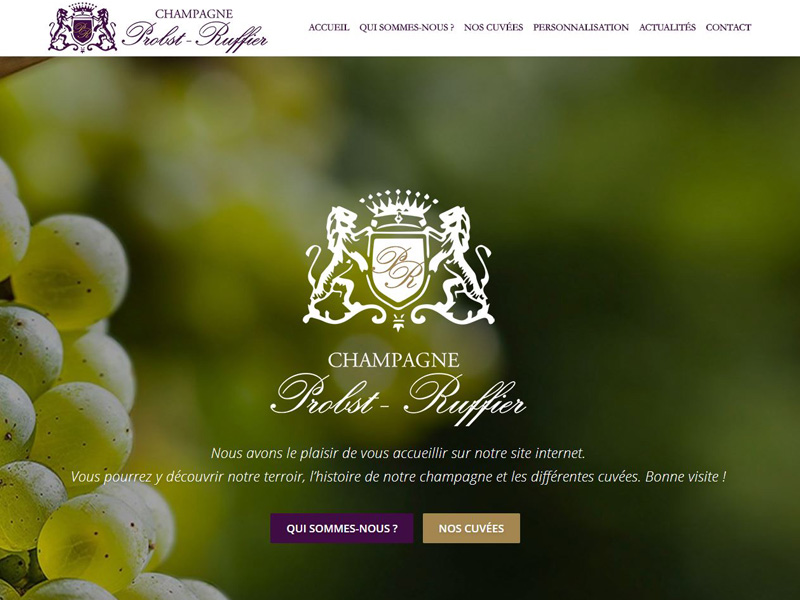 CHAMPAGNE
Probst - Ruffier
PR
ACCUEIL QUI SOMMES-NOUS ? NOS CUVÉES PERSONNALISATION ACTUALITÉS CONTACT
PR
CHAMPAGNE
Probst - Ruffier
Nous avons le plaisir de vous accueillir sur notre site internet.
Vous pourrez y découvrir notre terroir, l'histoire de notre champagne et les différentes cuvées. Bonne visite !
QUI SOMMES-NOUS ? NOS CUVÉES